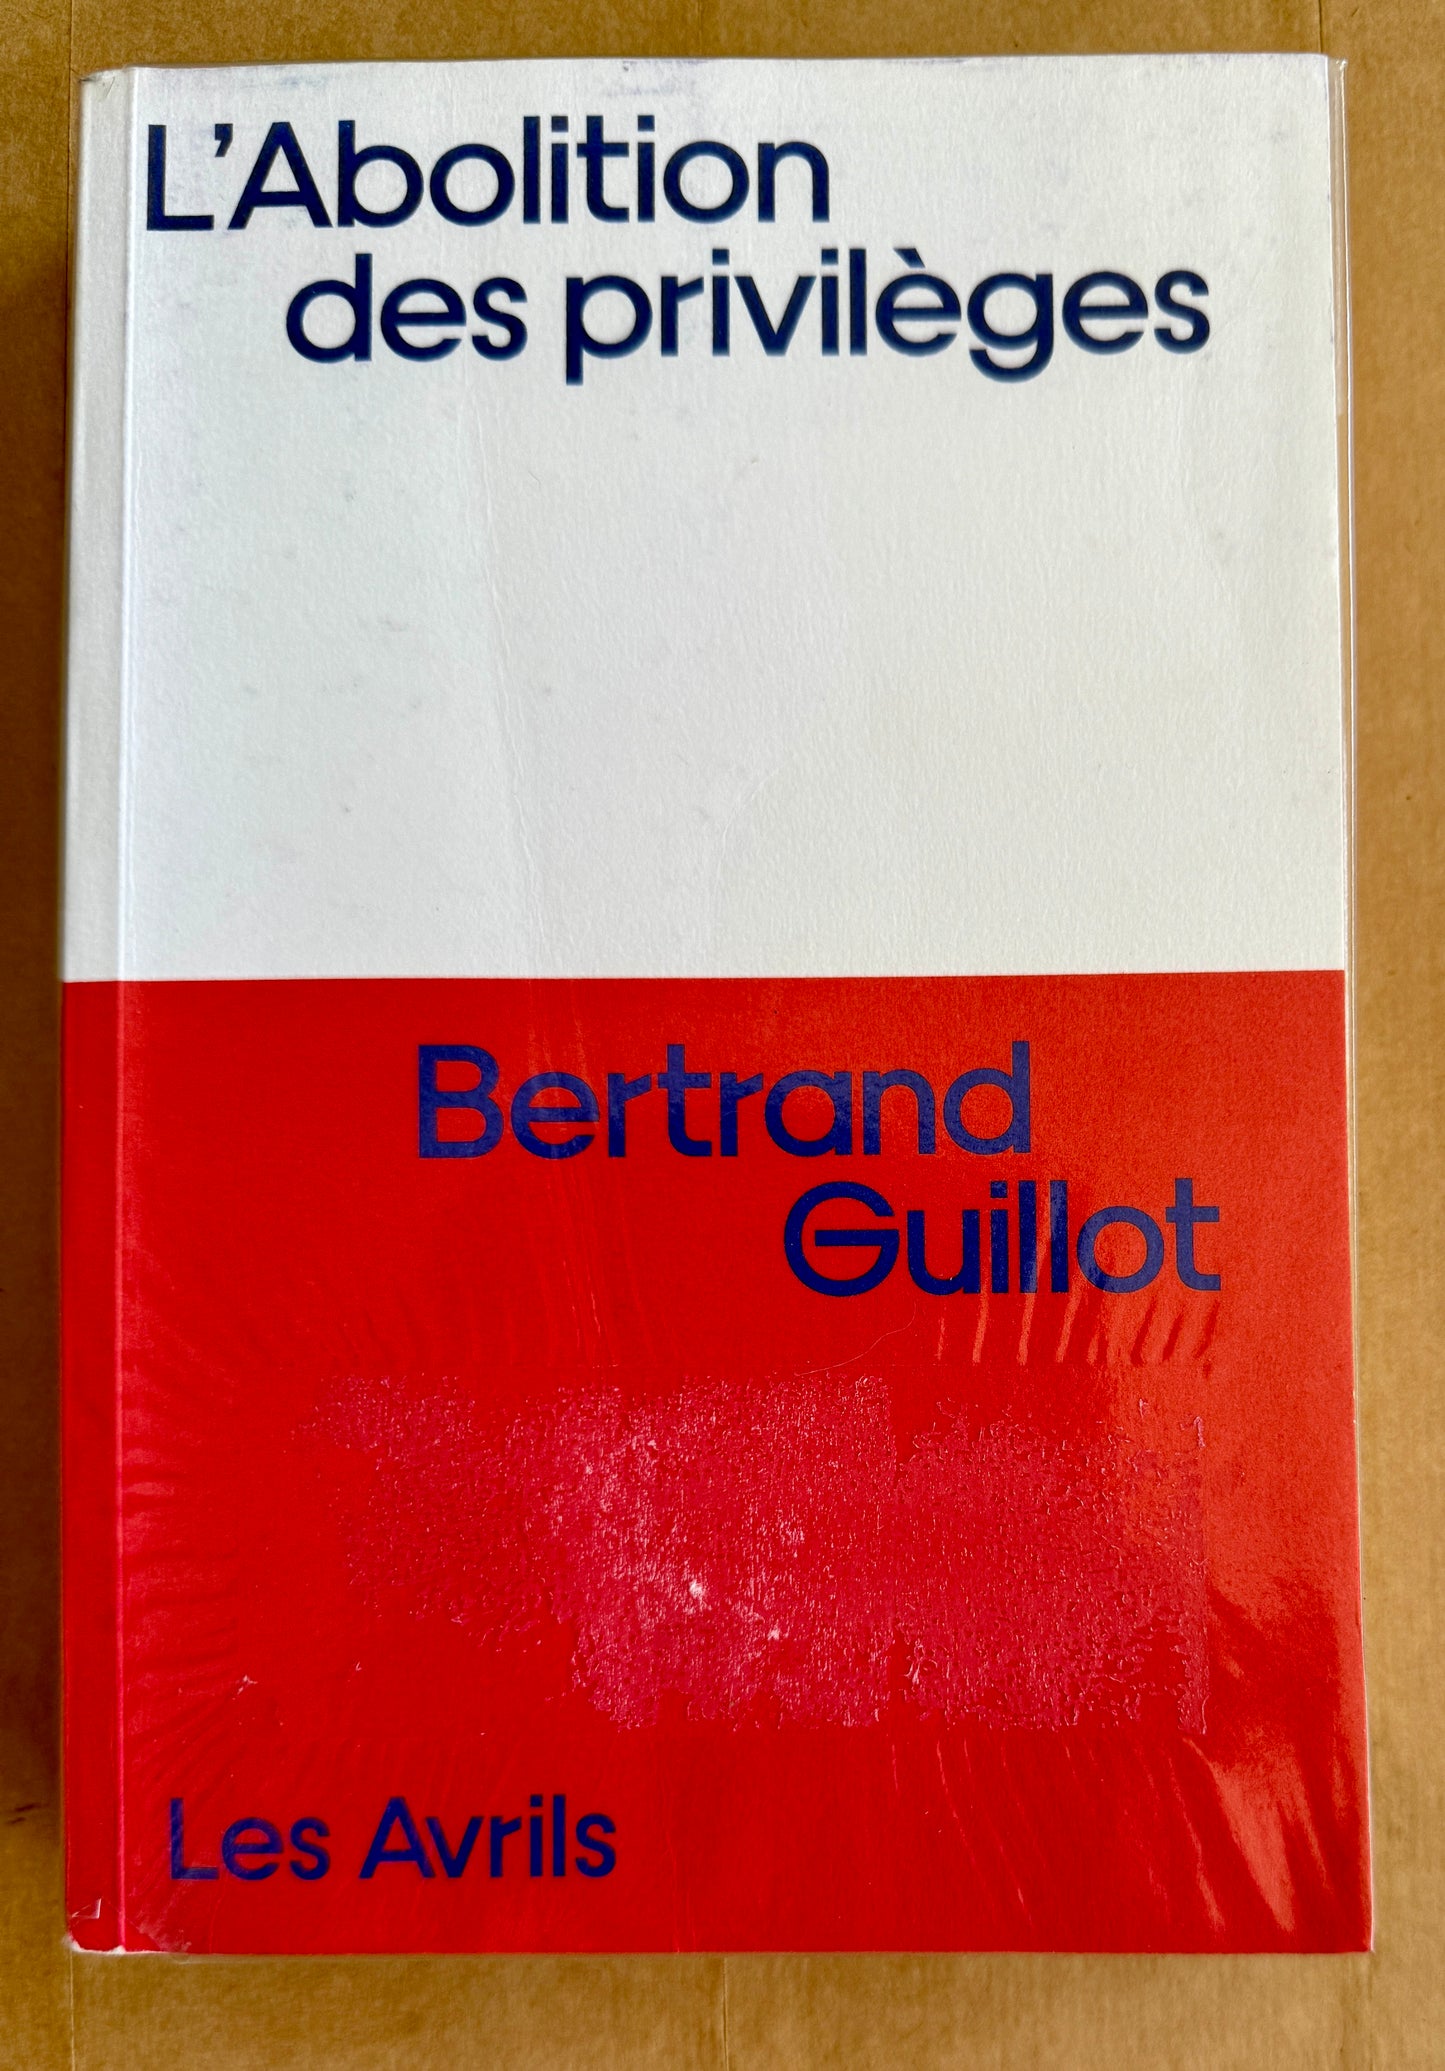 L'Abolition
des privilèges
Bertrand
Guillot
Les Avrils